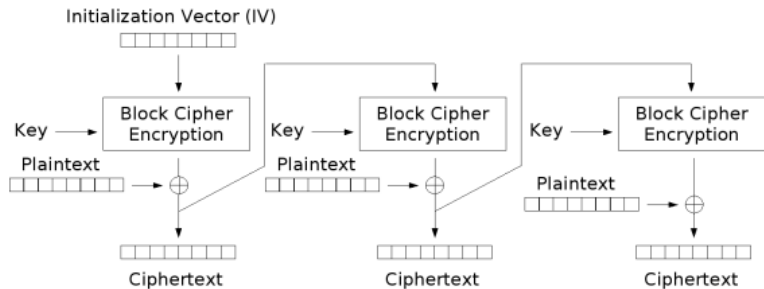 Initialization Vector (IV)
Block Cipher
Encryption
Block Cipher
Encryption
Block Cipher
Encryption
Key
Key
Key
Plaintext
Plaintext
Plaintext
Ciphertext
Ciphertext
Ciphertext